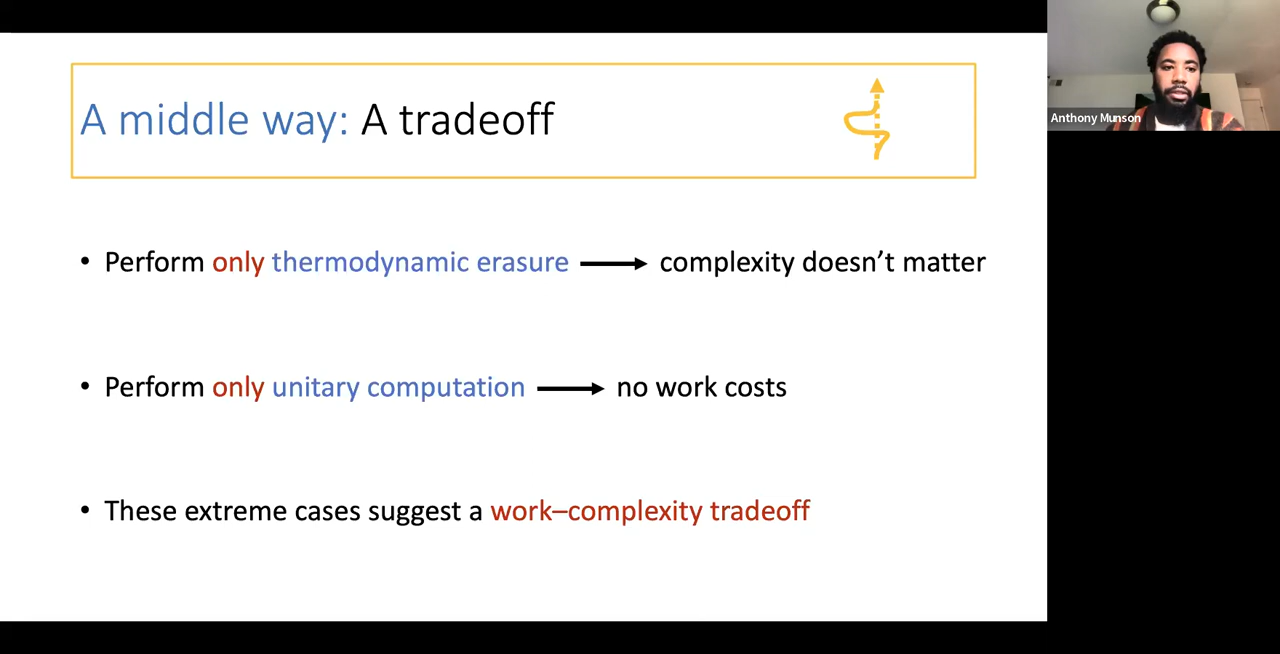 A middle way: A tradeoff
Anthony Munson
• Perform only thermodynamic erasure ⟶ complexity doesn’t matter
• Perform only unitary computation ⟶ no work costs
• These extreme cases suggest a work–complexity tradeoff